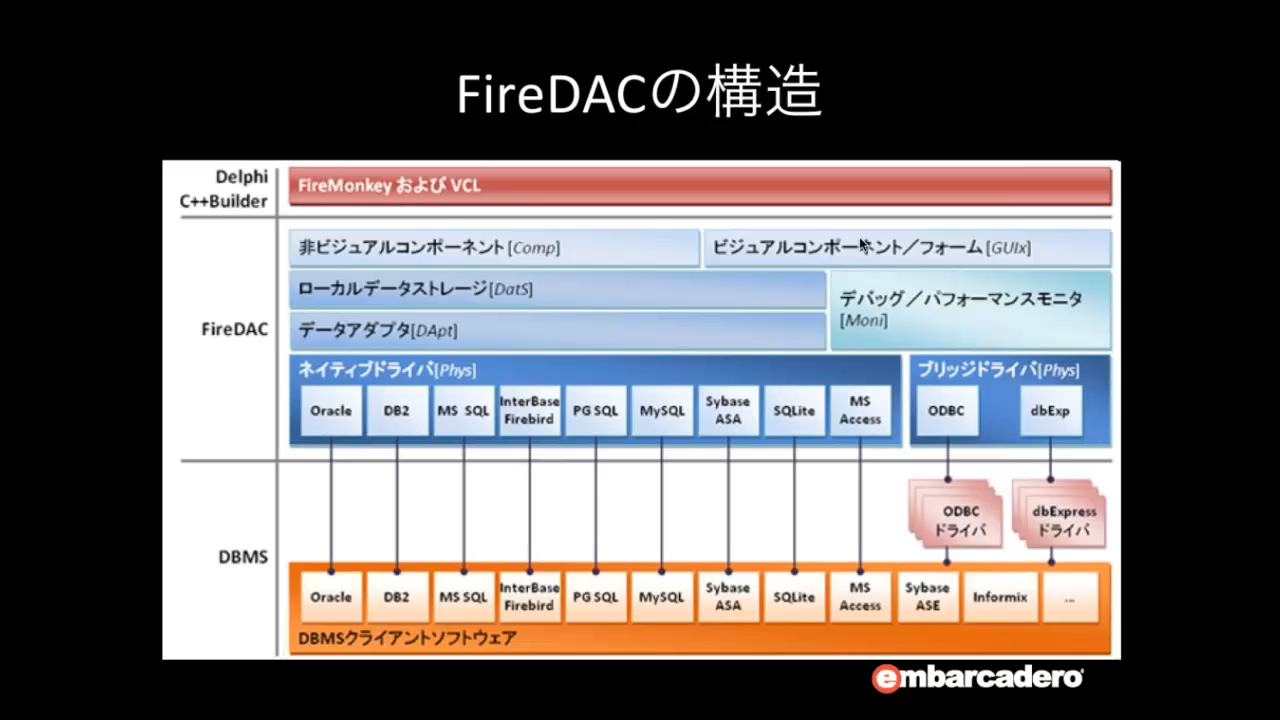 FireDACの構造
Delphi
C++Builder
FireMonkey および VCL
FireDAC
非ビジュアルコンポーネント [Comp]
ビジュアルコンポーネント／フォーム [GUIx]
ローカルデータストレージ[DatS]
デバッグ／パフォーマンスモニタ
[Moni]
データアダプタ[DApt]
ネイティブドライバ[Phys]
Oracle
DB2
MS SQL
InterBase
Firebird
PG SQL
MySQL
Sybase
ASA
SQLite
MS
Access
ブリッジドライバ[Phys]
ODBC
dbExp
ODBC
ドライバ
dbExpress
ドライバ
DBMS
Oracle
DB2
MS SQL
InterBase
Firebird
PG SQL
MySQL
Sybase
ASA
SQLite
MS
Access
Sybase
ASE
Informix
...
DBMSクライアントソフトウェア
embarcadero